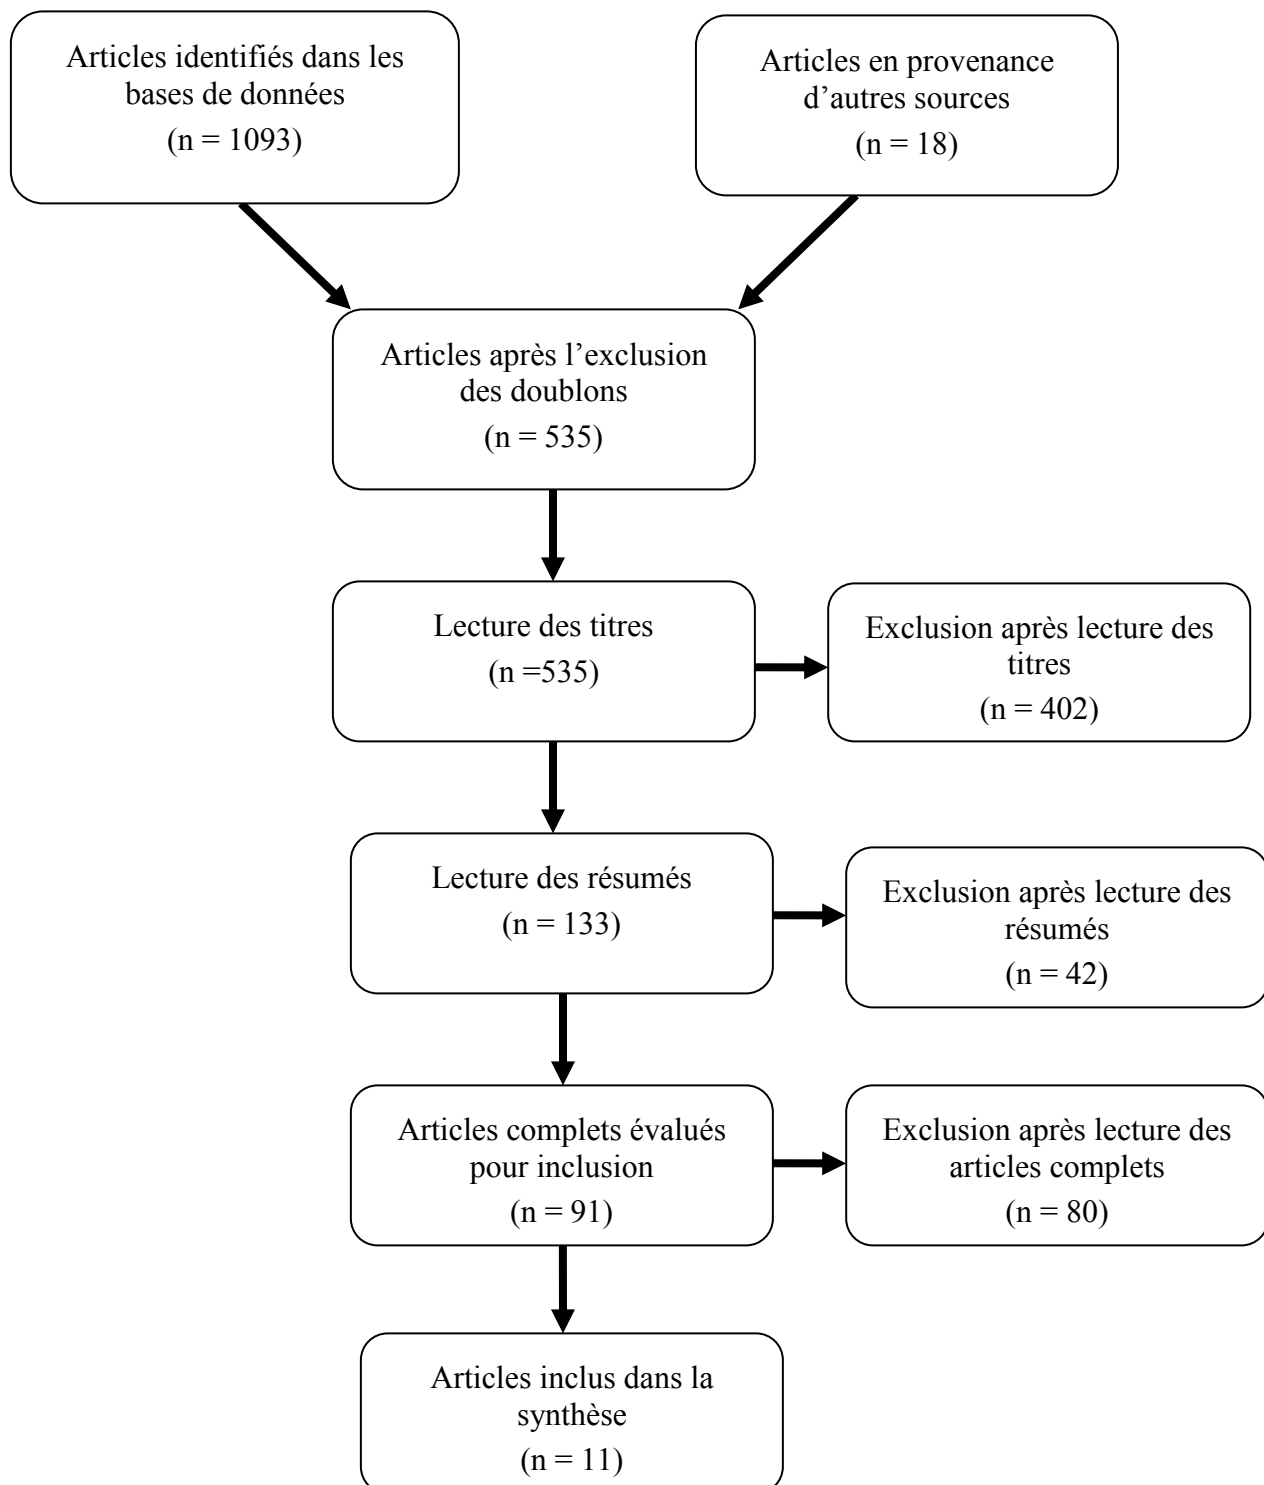 Articles identifiés dans les
bases de données
(n = 1093)
Articles en provenance
d’autres sources
(n = 18)
Articles après l’exclusion
des doublons
(n = 535)
Lecture des titres
(n =535)
Exclusion après lecture des
titres
(n = 402)
Lecture des résumés
(n = 133)
Exclusion après lecture des
résumés
(n = 42)
Articles complets évalués
pour inclusion
(n = 91)
Exclusion après lecture des
articles complets
(n = 80)
Articles inclus dans la
synthèse
(n = 11)